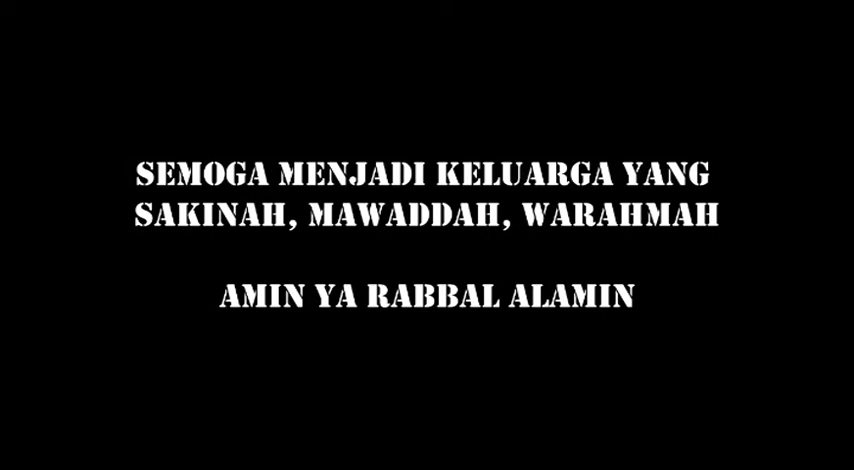 SEMOGA MENJADI KELUARGA YANG
SAKINAH, MAWADDAH, WARAHMAH
AMIN YA RABBAL ALAMIN